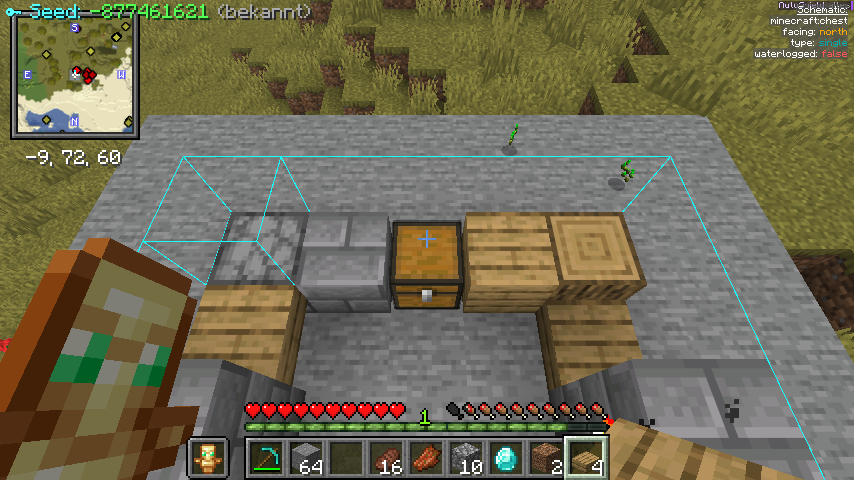 Seed: -877461621 (bekannt)
Schematic:
minecraft:chest
facing: north
type: single
waterlogged: false
S
E
W
N
-9, 72, 60
1
64
16
10
2
4